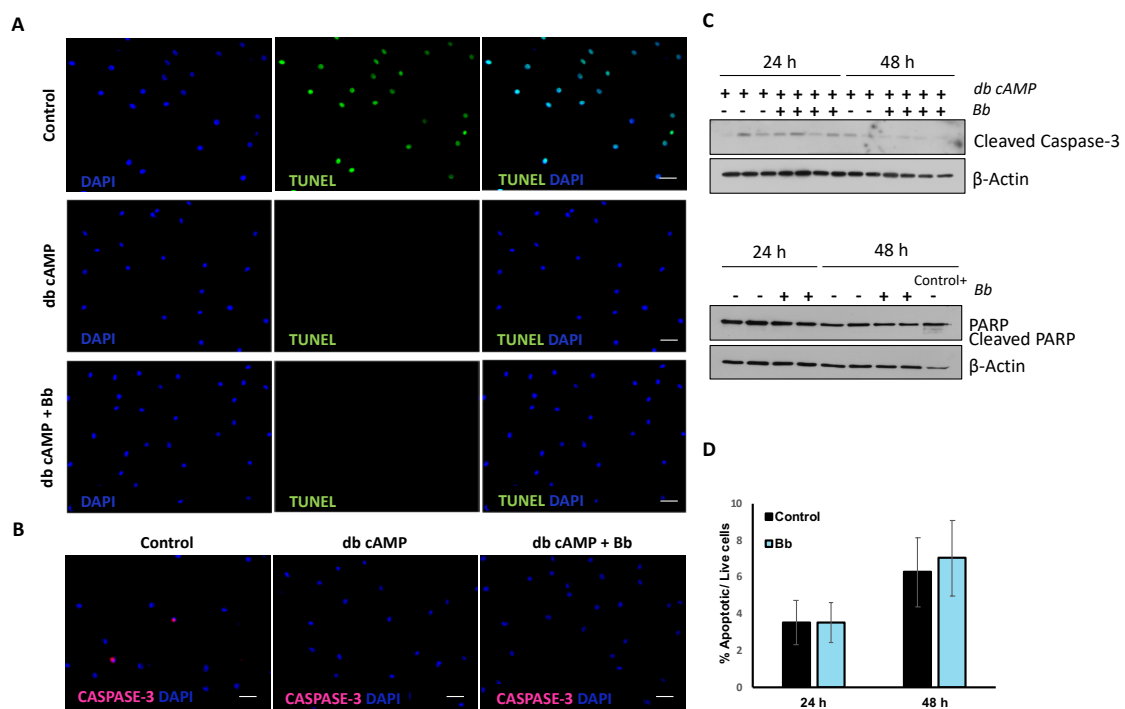 A
Control
DAPI
TUNEL
TUNEL DAPI
db cAMP
DAPI
TUNEL
TUNEL DAPI
db cAMP + Bb
DAPI
TUNEL
TUNEL DAPI
B
Control
db cAMP
db cAMP + Bb
CASPASE-3 DAPI
CASPASE-3 DAPI
CASPASE-3 DAPI
C
24 h
48 h
+ + + + + + + + + + + + + db cAMP
- - - + + + + - - + + + + Bb
Cleaved Caspase-3
β-Actin
24 h
48 h
Control+
- - + + - - + + - Bb
PARP
Cleaved PARP
β-Actin
D
10
8
6
4
2
0
Control
Bb
% Apoptotic/ Live cells
24 h
48 h